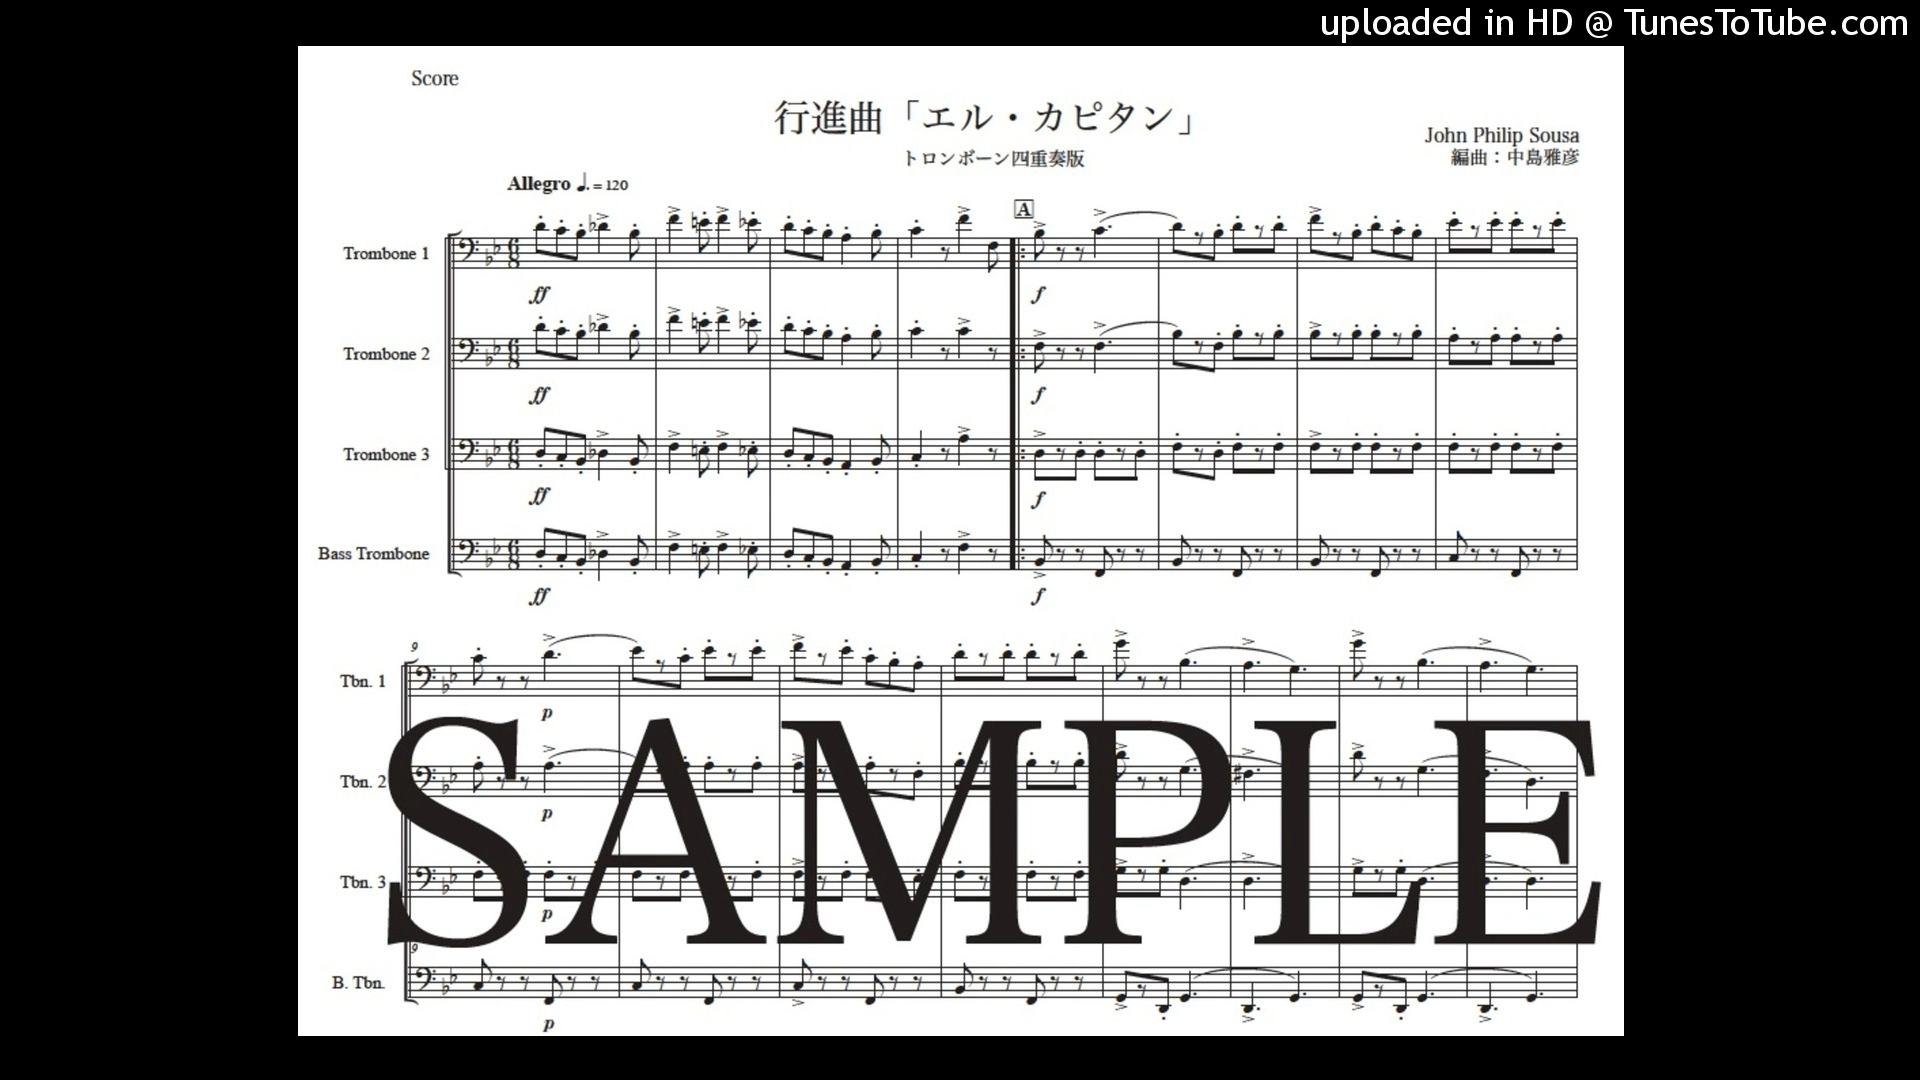 uploaded in HD @ TunesToTube.com
Score
行進曲「エル・カピタン」
トロンボーン四重奏版
John Philip Sousa
編曲：中島雅彦
Allegro ♩. = 120
A
Trombone 1
ff
f
Trombone 2
ff
f
Trombone 3
ff
f
Bass Trombone
ff
f
9
Tbn. 1
p
Tbn. 2
p
Tbn. 3
p
SAMPLE
9
B. Tbn.
p